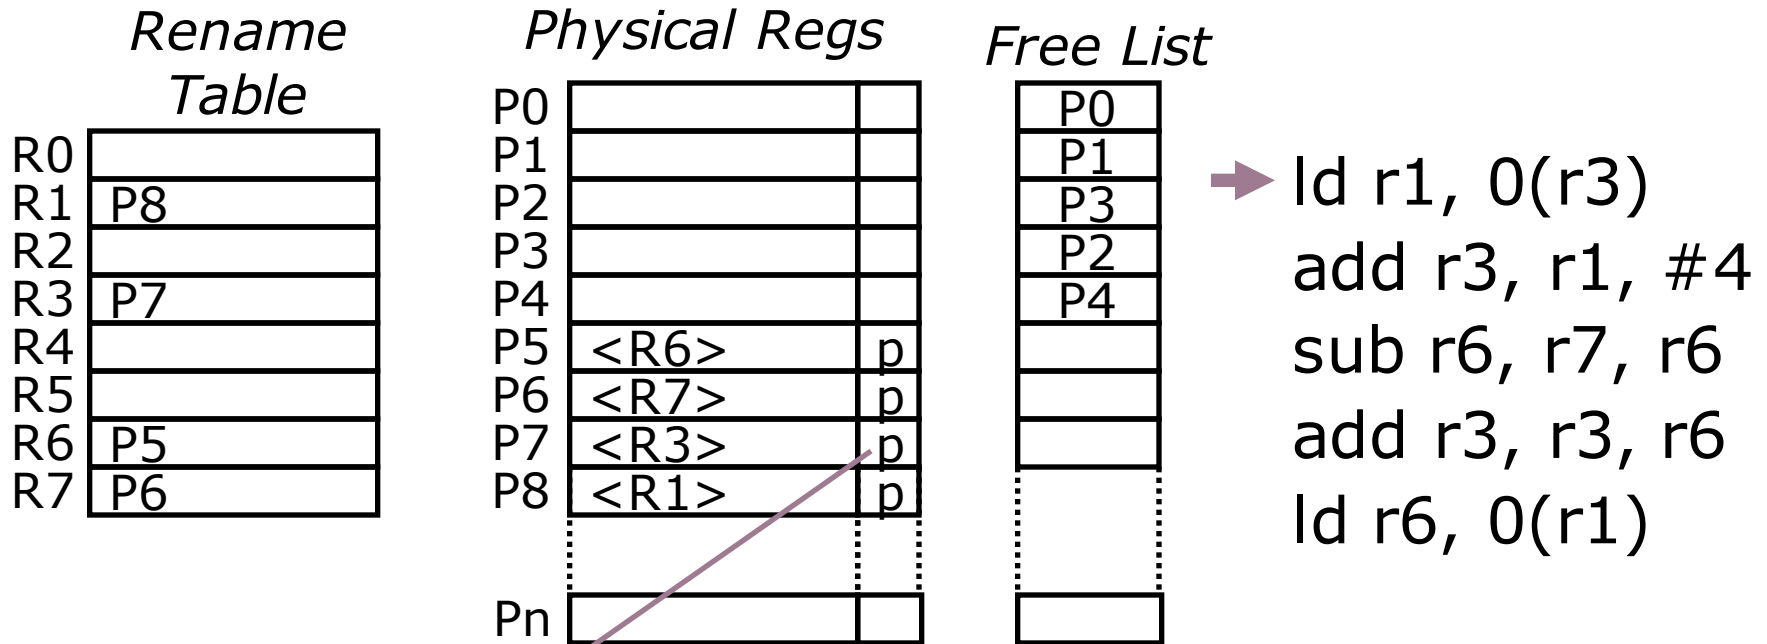 Rename
Table
R0
R1 P8
R2
R3 P7
R4
R5
R6 P5
R7 P6
Physical Regs
P0
P1
P2
P3
P4
P5 <R6> p
P6 <R7> p
P7 <R3> p
P8 <R1> p
Pn
Free List
P0
P1
P3
P2
P4
ld r1, 0(r3)
add r3, r1, #4
sub r6, r7, r6
add r3, r3, r6
ld r6, 0(r1)